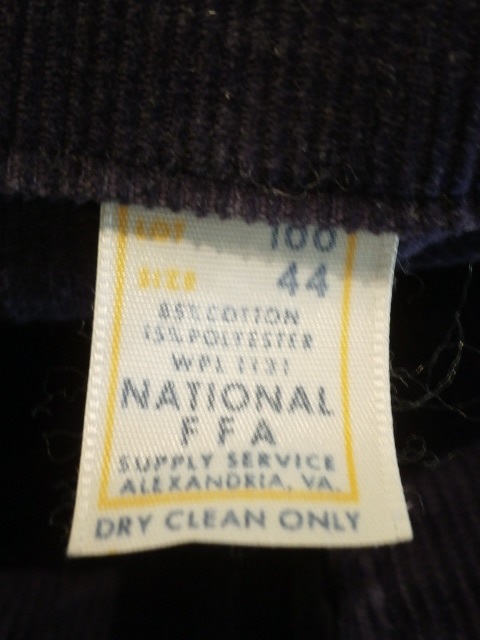 LOT 100
SIZE 44
85% COTTON
15% POLYESTER
WPL 1131
NATIONAL
FFA
SUPPLY SERVICE
ALEXANDRIA, VA.
DRY CLEAN ONLY